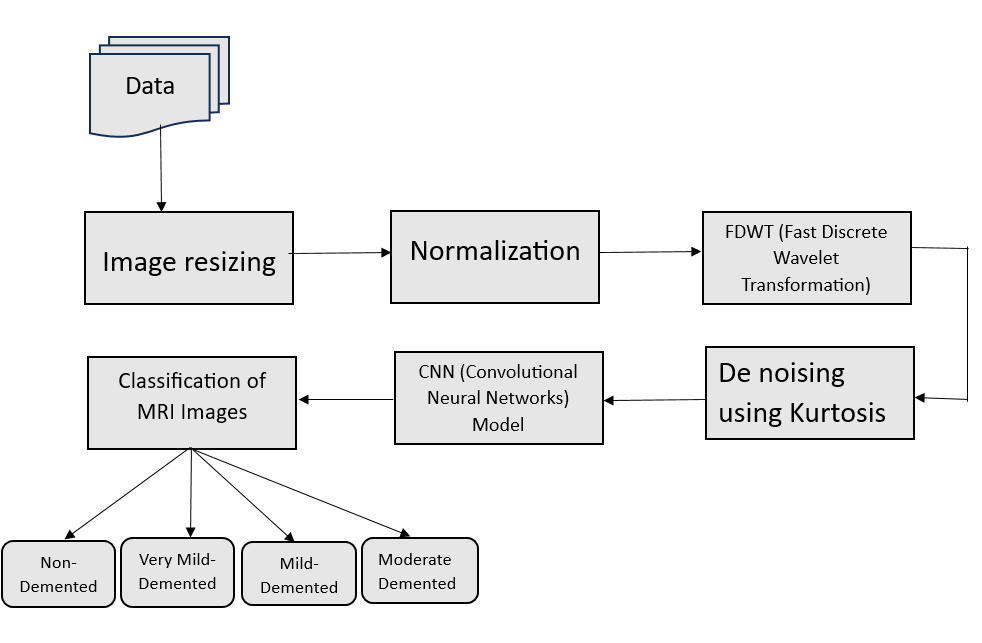 Data
Image resizing
Normalization
FDWT (Fast Discrete
Wavelet
Transformation)
De noising
using Kurtosis
CNN (Convolutional
Neural Networks)
Model
Classification of
MRI Images
Non-
Demented
Very Mild-
Demented
Mild-
Demented
Moderate
Demented